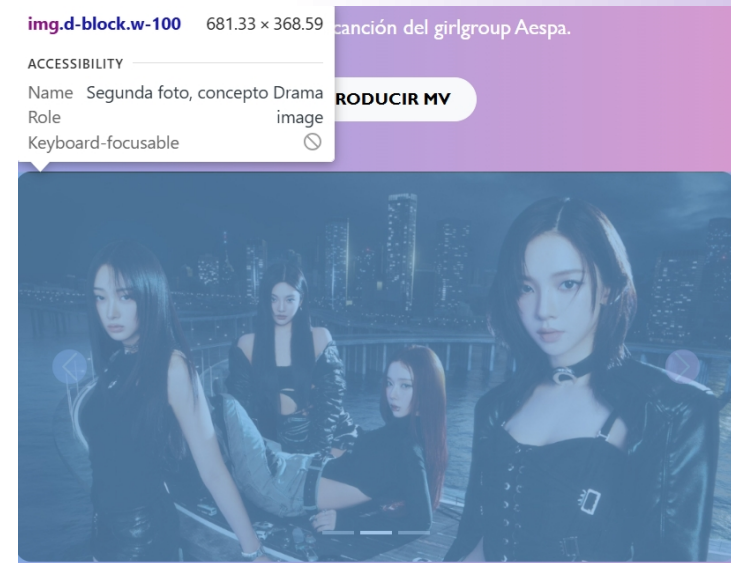 img.d-block.w-100 681.33 × 368.59
canción del girlgroup Aespa.
ACCESSIBILITY
Name Segunda foto, concepto Drama
RODUCIR MV
Role image
Keyboard-focusable